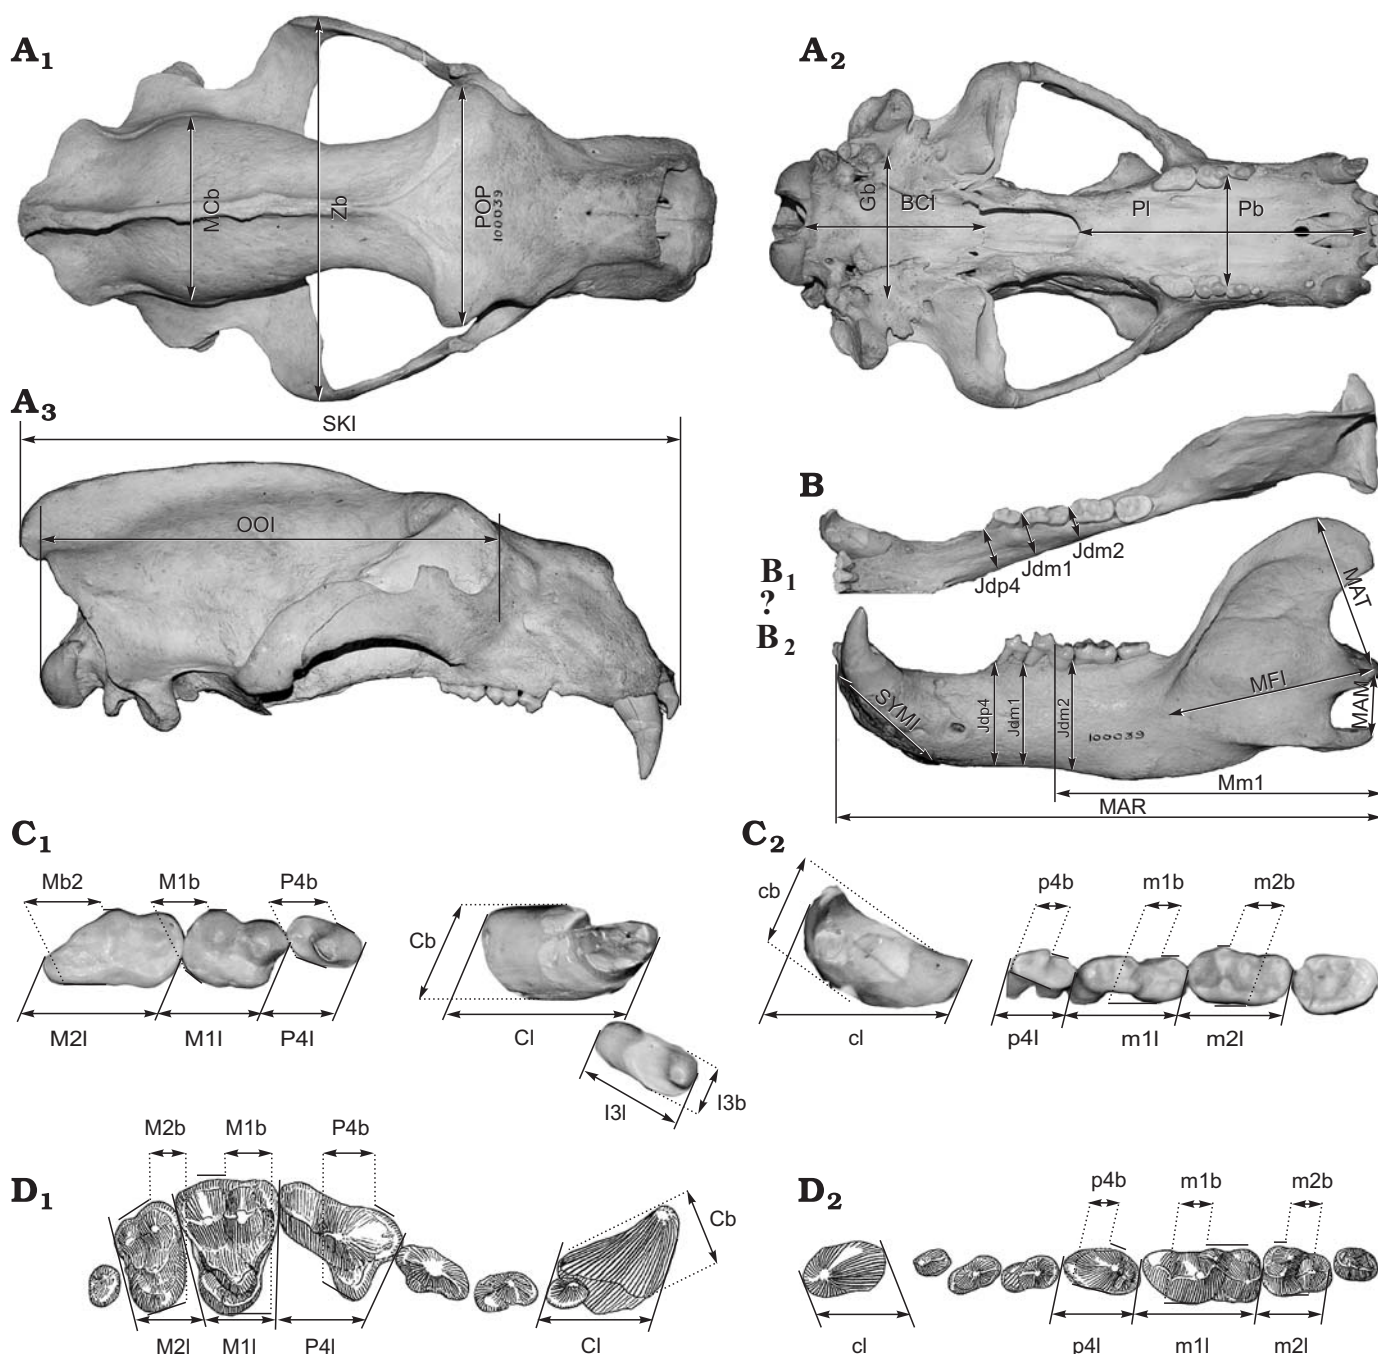 A1
A2
MCb
Zb
POP
100039
Gb
BCl
Pl
Pb
A3
SKl
OOl
B
Jdp4
Jdm1
Jdm2
B1
?
B2
MAT
MFl
MAM
SYMl
Jdp4
Jdm1
Jdm2
100039
Mm1
MAR
C1
C2
Mb2
M1b
P4b
Cb
M2l
M1l
P4l
Cl
I3l
I3b
cb
cl
p4b
m1b
m2b
p4l
m1l
m2l
D1
D2
M2b
M1b
P4b
Cb
M2l
M1l
P4l
Cl
p4b
m1b
m2b
cl
p4l
m1l
m2l